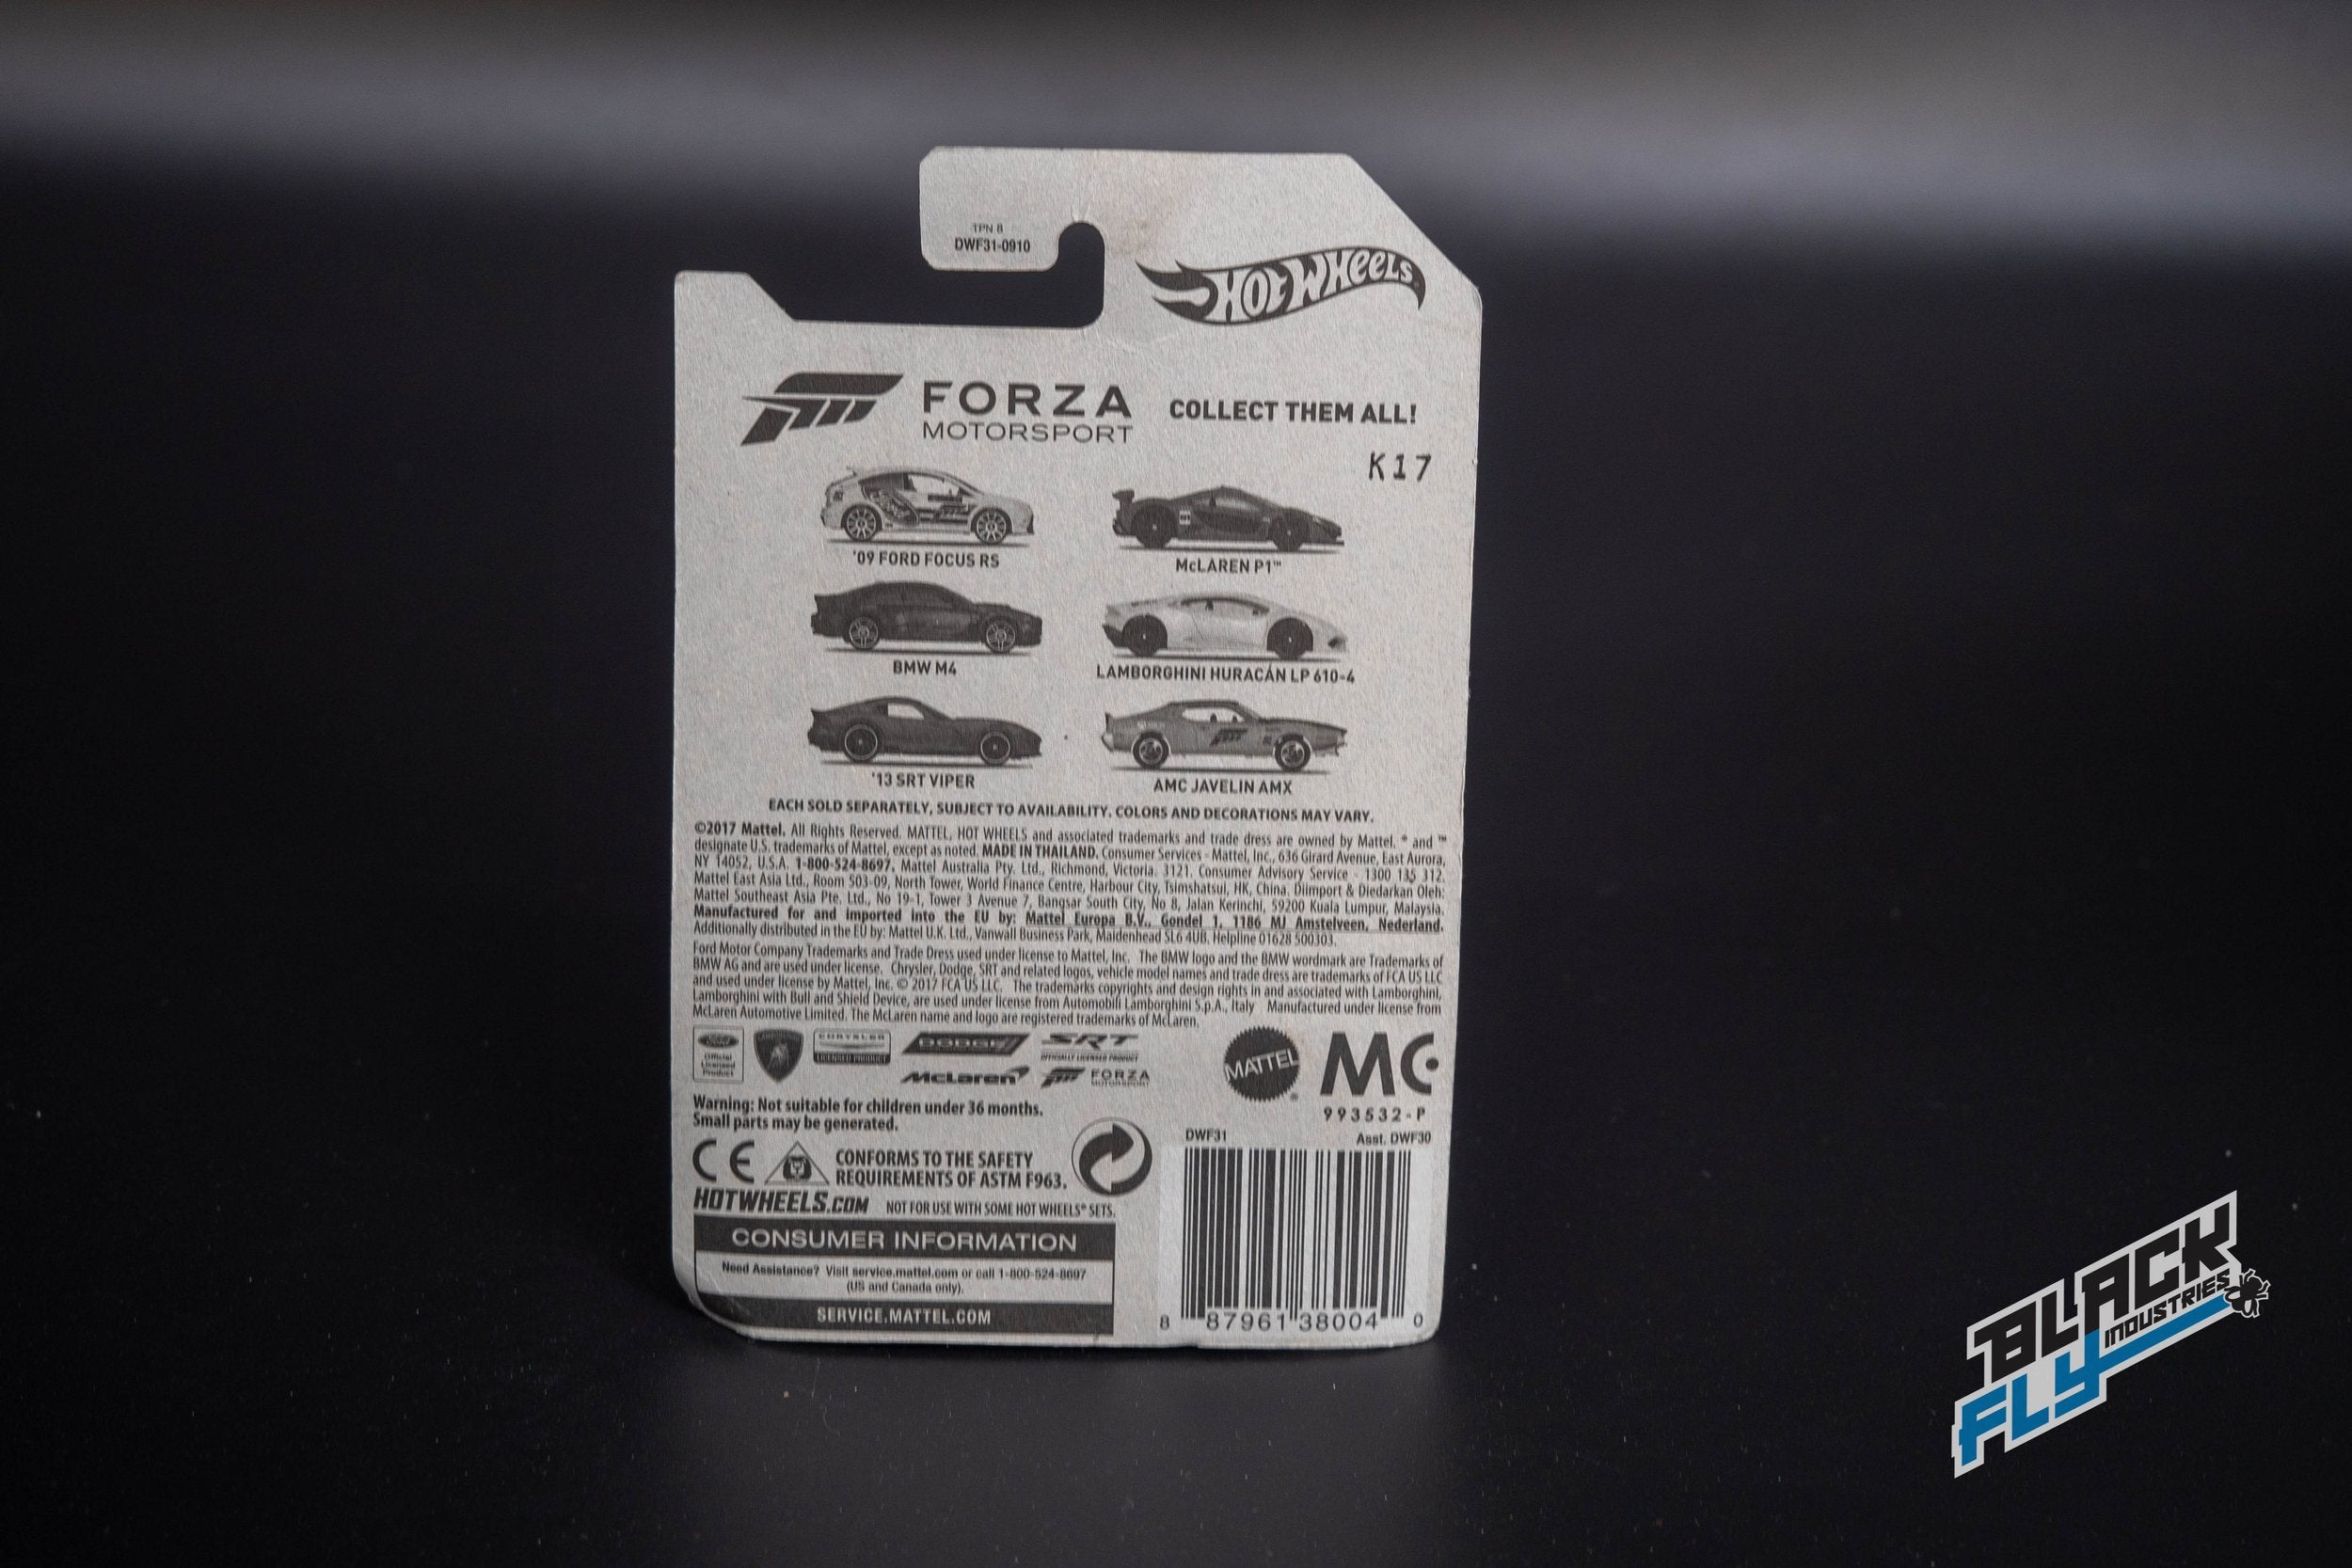 TPN 8
DWF31-0910
HOT WHEELS
FORZA
MOTORSPORT
COLLECT THEM ALL!
K17
'09 FORD FOCUS RS
McLAREN P1™
BMW M4
LAMBORGHINI HURACÁN LP 610-4
'13 SRT VIPER
AMC JAVELIN AMX
EACH SOLD SEPARATELY, SUBJECT TO AVAILABILITY. COLORS AND DECORATIONS MAY VARY.
©2017 Mattel. All Rights Reserved. MATTEL, HOT WHEELS and associated trademarks and trade dress are owned by Mattel. ® and ™
designate U.S. trademarks of Mattel, except as noted. MADE IN THAILAND. Consumer Services - Mattel, Inc., 636 Girard Avenue, East Aurora,
NY 14052, U.S.A. 1-800-524-8697. Mattel Australia Pty. Ltd., Richmond, Victoria. 3121. Consumer Advisory Service - 1300 135 312.
Mattel East Asia Ltd., Room 503-09, North Tower, World Finance Centre, Harbour City, Tsimshatsui, HK, China. Diimport & Diedarkan Oleh:
Mattel Southeast Asia Pte. Ltd., No 19-1, Tower 3 Avenue 7, Bangsar South City, No 8, Jalan Kerinchi, 59200 Kuala Lumpur, Malaysia.
Manufactured for and imported into the EU by: Mattel Europa B.V., Gondel 1, 1186 MJ Amstelveen, Nederland.
Additionally distributed in the EU by: Mattel U.K. Ltd., Vanwall Business Park, Maidenhead SL6 4UB. Helpline 01628 500303.
Ford Motor Company Trademarks and Trade Dress used under license to Mattel, Inc. The BMW logo and the BMW wordmark are Trademarks of
BMW AG and are used under license. Chrysler, Dodge, SRT and related logos, vehicle model names and trade dress are trademarks of FCA US LLC
and used under license by Mattel, Inc. © 2017 FCA US LLC. The trademarks copyrights and design rights in and associated with Lamborghini,
Lamborghini with Bull and Shield Device, are used under license from Automobili Lamborghini S.p.A., Italy Manufactured under license from
McLaren Automotive Limited. The McLaren name and logo are registered trademarks of McLaren.
Ford
Official
Licensed
Product
CHRYSLER
LICENSED PRODUCT
DODGE
SRT
OFFICIALLY LICENSED PRODUCT
McLaren
FORZA
MOTORSPORT
MATTEL
®
MC
993532-P
Warning: Not suitable for children under 36 months.
Small parts may be generated.
CE
CONFORMS TO THE SAFETY
REQUIREMENTS OF ASTM F963.
HOTWHEELS.COM NOT FOR USE WITH SOME HOT WHEELS® SETS.
CONSUMER INFORMATION
Need Assistance? Visit service.mattel.com or call 1-800-524-8697
(US and Canada only).
SERVICE.MATTEL.COM
DWF31 Asst. DWF30
8 87961 38004 0
BLACK
INDUSTRIES
FLY